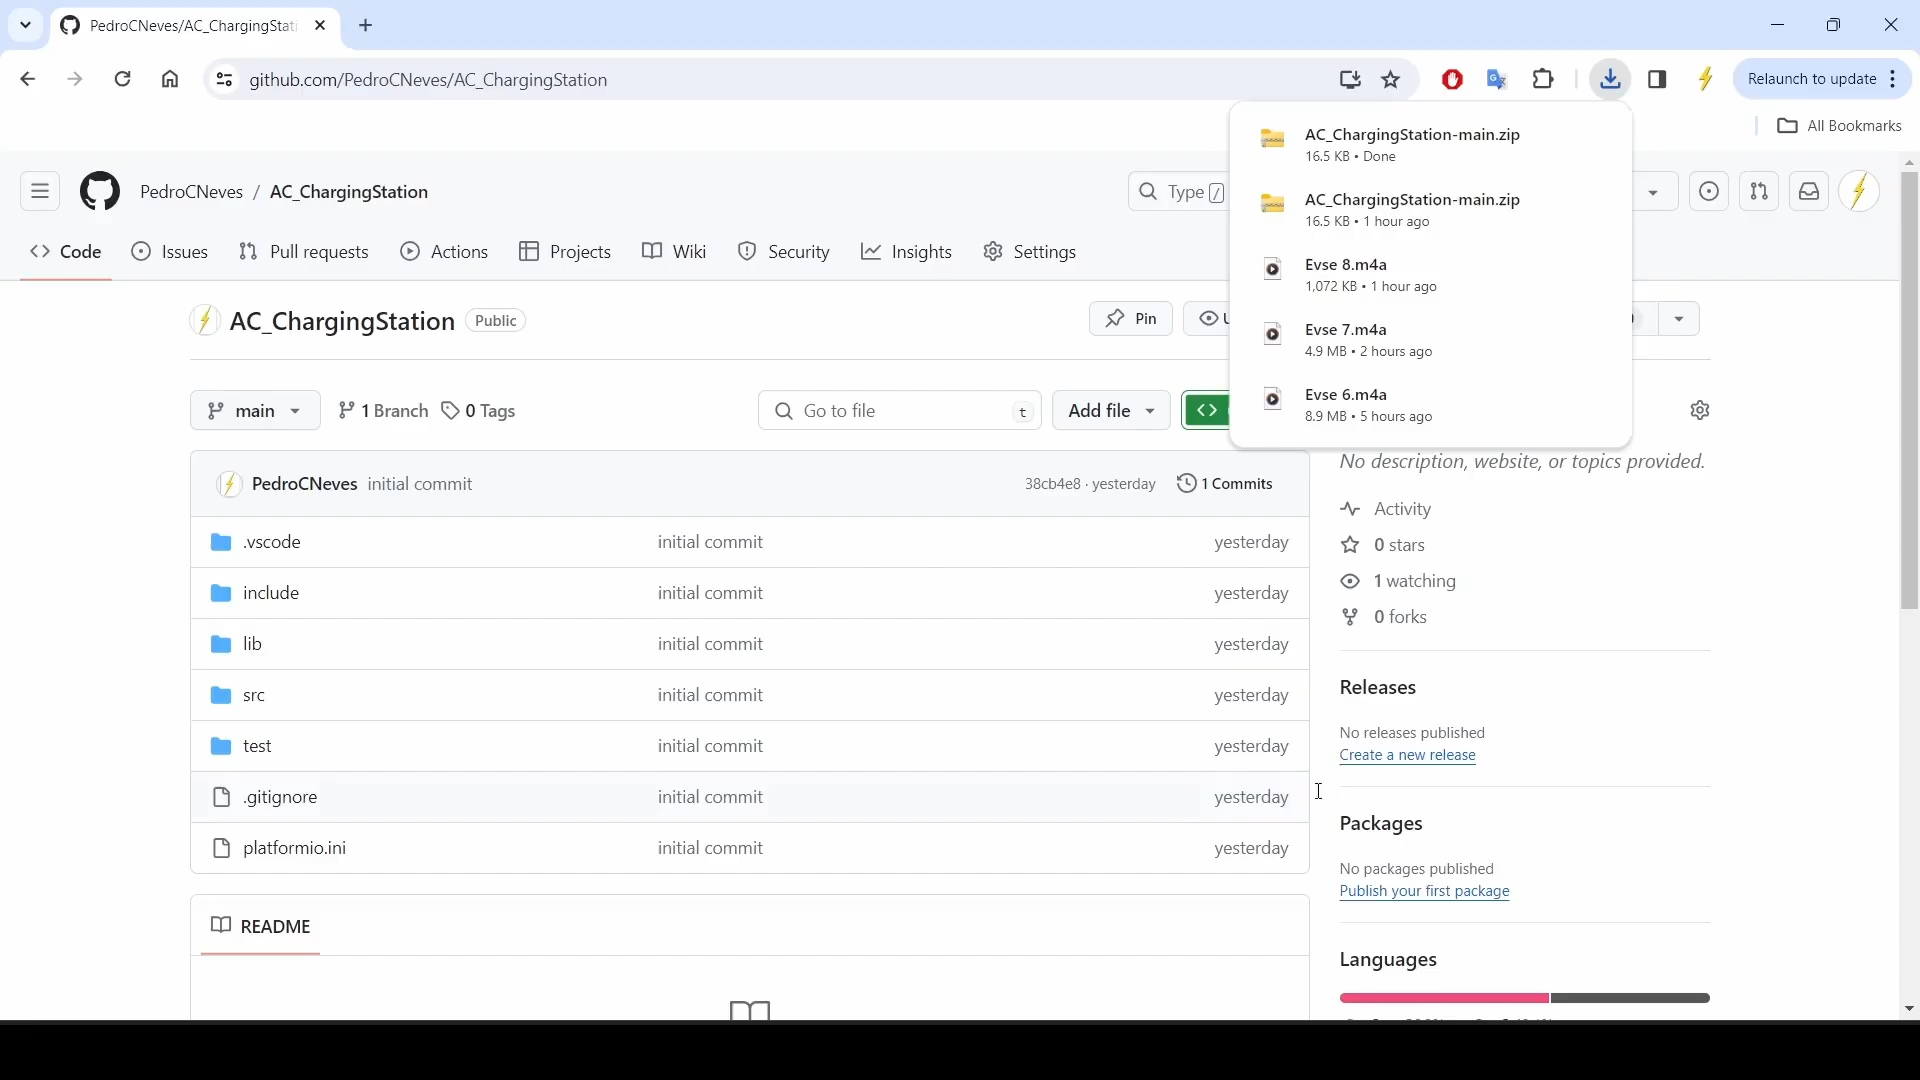 PedroCNeves/AC_ChargingStati
github.com/PedroCNeves/AC_ChargingStation
Relaunch to update
All Bookmarks
AC_ChargingStation-main.zip
16.5 KB • Done
AC_ChargingStation-main.zip
16.5 KB • 1 hour ago
Evse 8.m4a
1,072 KB • 1 hour ago
Evse 7.m4a
4.9 MB • 2 hours ago
Evse 6.m4a
8.9 MB • 5 hours ago
PedroCNeves / AC_ChargingStation
Type /
Code Issues Pull requests Actions Projects Wiki Security Insights Settings
AC_ChargingStation Public
Pin
main 1 Branch 0 Tags Go to file t Add file
No description, website, or topics provided.
PedroCNeves initial commit 38cb4e8 · yesterday 1 Commits
.vscode initial commit yesterday
include initial commit yesterday
lib initial commit yesterday
src initial commit yesterday
test initial commit yesterday
.gitignore initial commit yesterday
platformio.ini initial commit yesterday
README
Activity
0 stars
1 watching
0 forks
Releases
No releases published
Create a new release
Packages
No packages published
Publish your first package
Languages